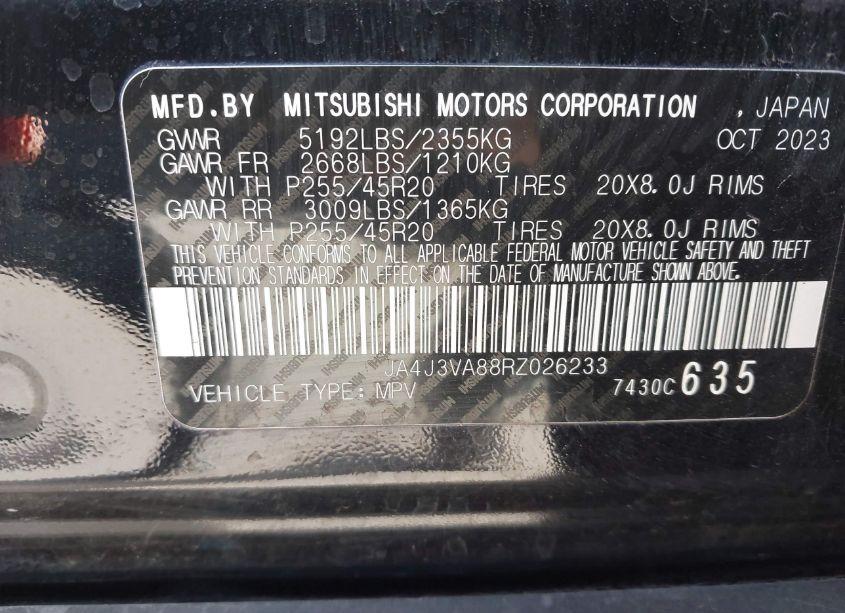 MFD.BY MITSUBISHI MOTORS CORPORATION , JAPAN
GVWR 5192LBS/2355KG OCT 2023
GAWR FR 2668LBS/1210KG
WITH P255/45R20 TIRES 20X8.0J RIMS
GAWR RR 3009LBS/1365KG
WITH P255/45R20 TIRES 20X8.0J RIMS
THIS VEHICLE CONFORMS TO ALL APPLICABLE FEDERAL MOTOR VEHICLE SAFETY AND THEFT
PREVENTION STANDARDS IN EFFECT ON THE DATE OF MANUFACTURE SHOWN ABOVE.
JA4J3VA88RZ026233
VEHICLE TYPE: MPV 7430C 635